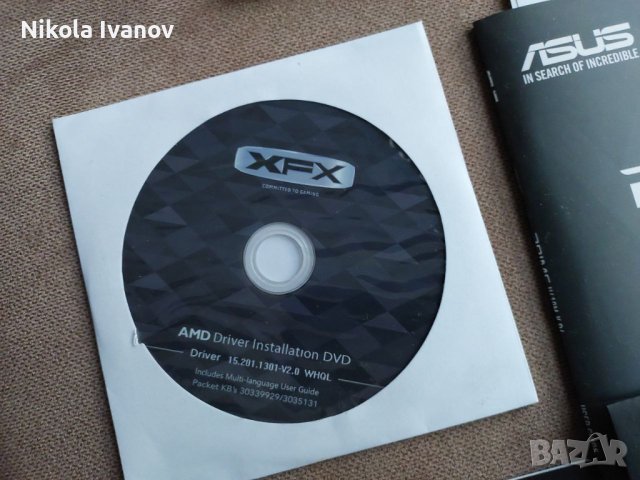 Nikola Ivanov
ASUS
IN SEARCH OF INCREDIBLE
XFX
COMMITTED TO GAMING
AMD Driver Installation DVD
Driver 15.201.1301-V2.0 WHQL
Includes Multi-language User Guide
Packet KB's 30339929/3035131
BAZAR